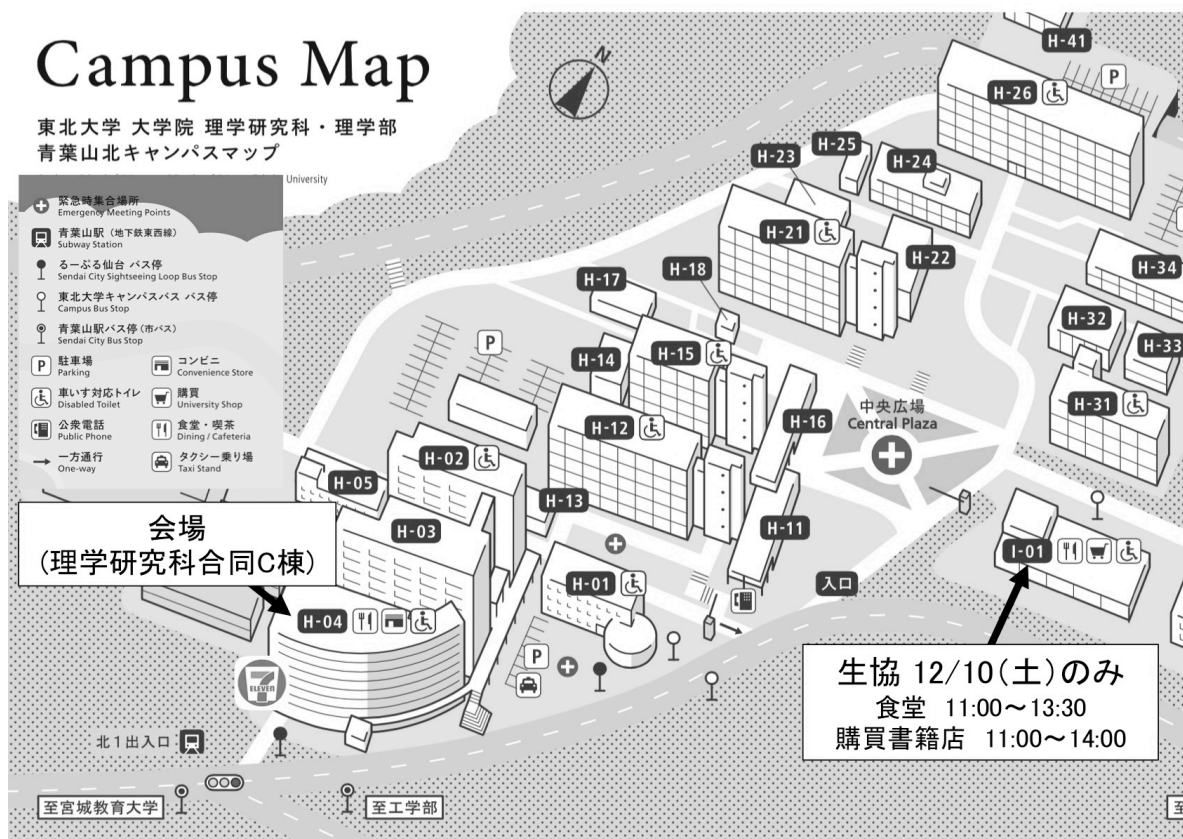 Campus Map
東北大学 大学院 理学研究科・理学部
青葉山北キャンパスマップ
University
緊急時集合場所
Emergency Meeting Points
青葉山駅（地下鉄東西線）
Subway Station
るーぷる仙台 バス停
Sendai City Sightseeing Loop Bus Stop
東北大学キャンパスバス バス停
Campus Bus Stop
青葉山駅バス停（市バス）
Sendai City Bus Stop
P 駐車場
Parking
コンビニ
Convenience Store
車いす対応トイレ
Disabled Toilet
購買
University Shop
公衆電話
Public Phone
食堂・喫茶
Dining / Cafeteria
一方通行
One-way
タクシー乗り場
Taxi Stand
N
H-41
P
H-26
H-25
H-24
H-23
H-21
H-22
H-34
H-18
H-17
H-32
H-33
P
H-14
H-15
H-31
中央広場
Central Plaza
H-16
H-12
H-02
H-05
H-13
H-03
H-11
I-01
会場
(理学研究科合同C棟)
H-01
入口
H-04
P
7
ELEVEN
生協 12/10(土)のみ
食堂 11:00～13:30
購買書籍店 11:00～14:00
北1出入口
至宮城教育大学
至工学部
至